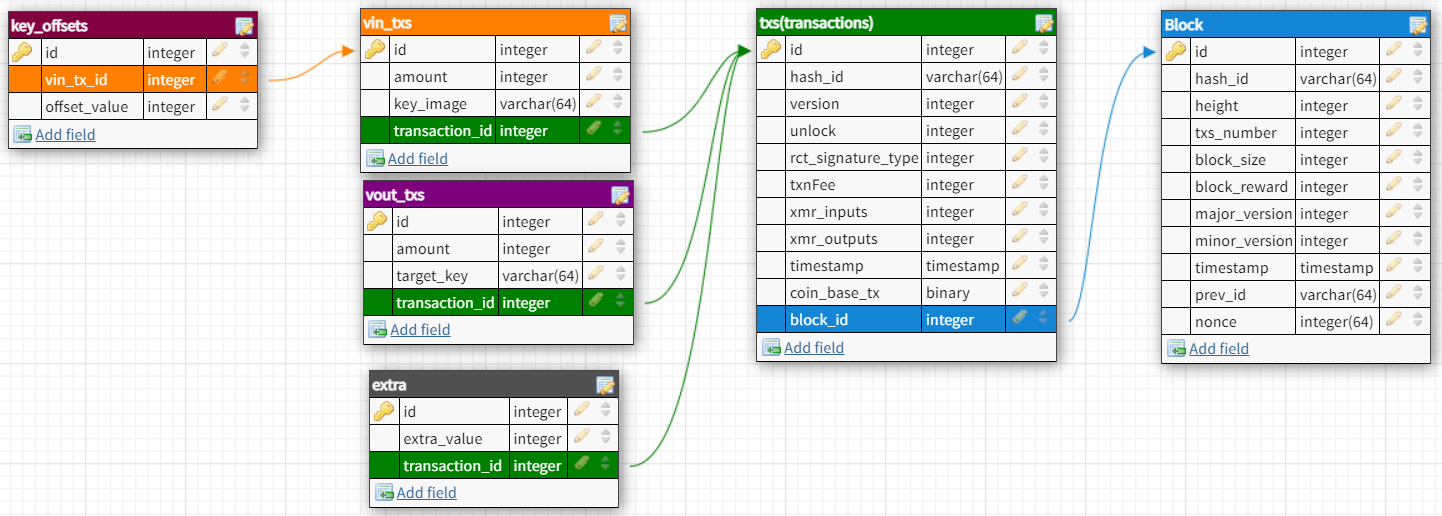 key_offsets
id integer
vin_tx_id integer
offset_value integer
Add field
vin_txs
id integer
amount integer
key_image varchar(64)
transaction_id integer
Add field
vout_txs
id integer
amount integer
target_key varchar(64)
transaction_id integer
Add field
extra
id integer
extra_value integer
transaction_id integer
Add field
txs(transactions)
id integer
hash_id varchar(64)
version integer
unlock integer
rct_signature_type integer
txnFee integer
xmr_inputs integer
xmr_outputs integer
timestamp timestamp
coin_base_tx binary
block_id integer
Add field
Block
id integer
hash_id varchar(64)
height integer
txs_number integer
block_size integer
block_reward integer
major_version integer
minor_version integer
timestamp timestamp
prev_id varchar(64)
nonce integer(64)
Add field